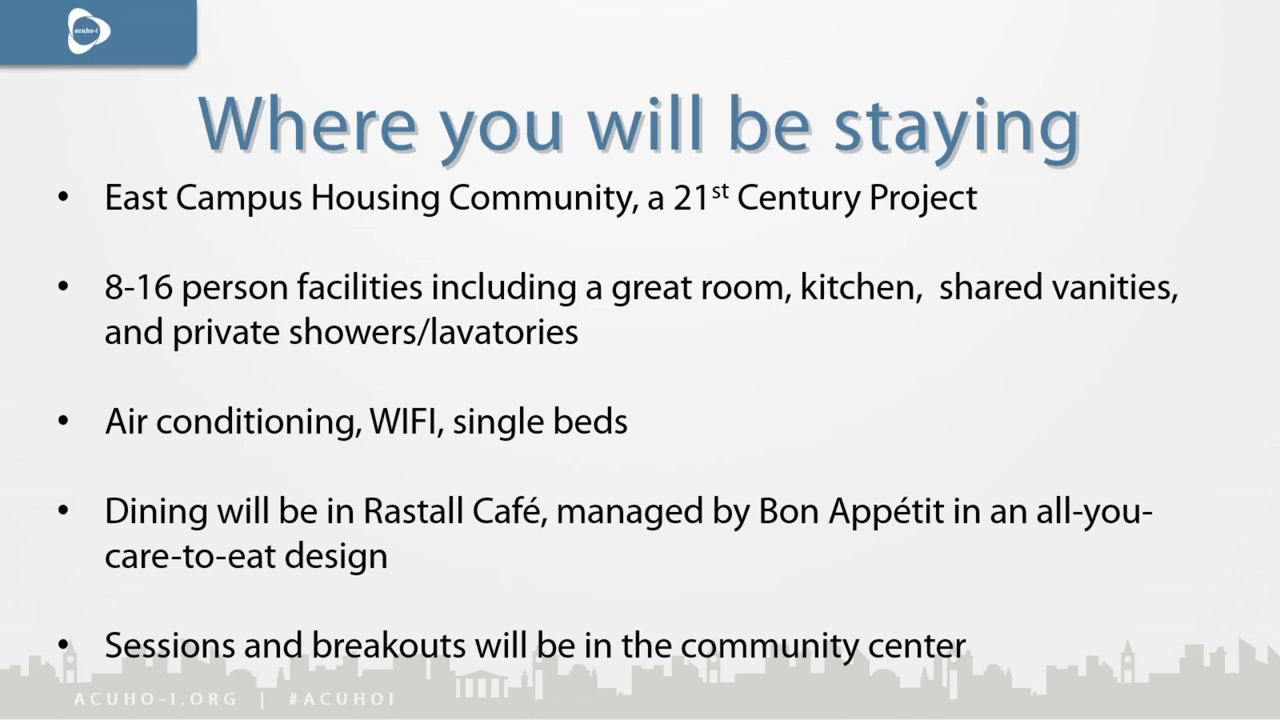 acuho-i
Where you will be staying
• East Campus Housing Community, a 21st Century Project
• 8-16 person facilities including a great room, kitchen,  shared vanities,
and private showers/lavatories
• Air conditioning, WIFI, single beds
• Dining will be in Rastall Café, managed by Bon Appétit in an all-you-
care-to-eat design
• Sessions and breakouts will be in the community center
ACUHO-I.ORG | #ACUHOI